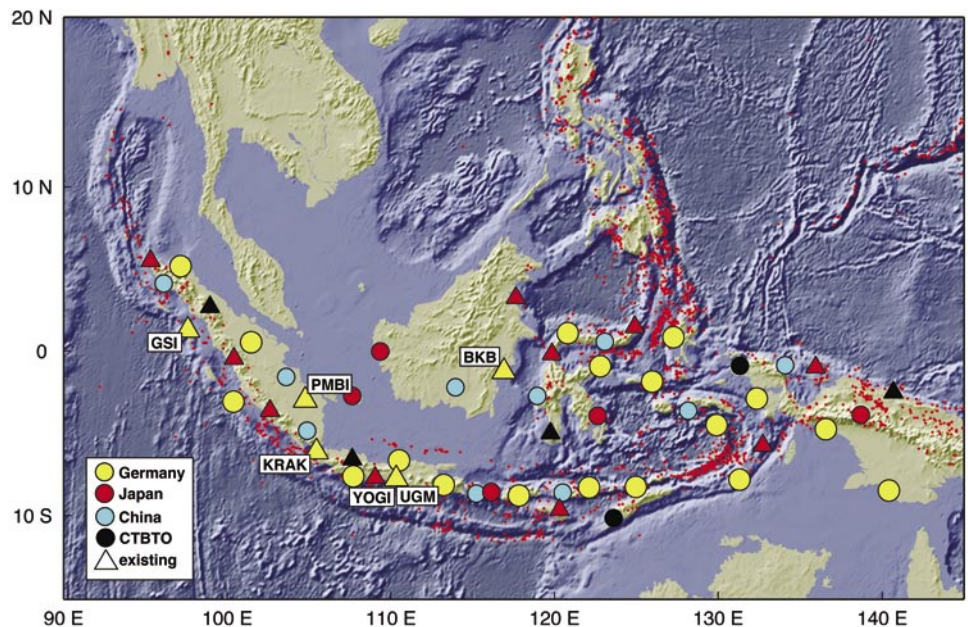 20 N
10 N
0
10 S
GSI
PMBI
BKB
KRAK
YOGI
UGM
Germany
Japan
China
CTBTO
existing
90 E
100 E
110 E
120 E
130 E
140 E